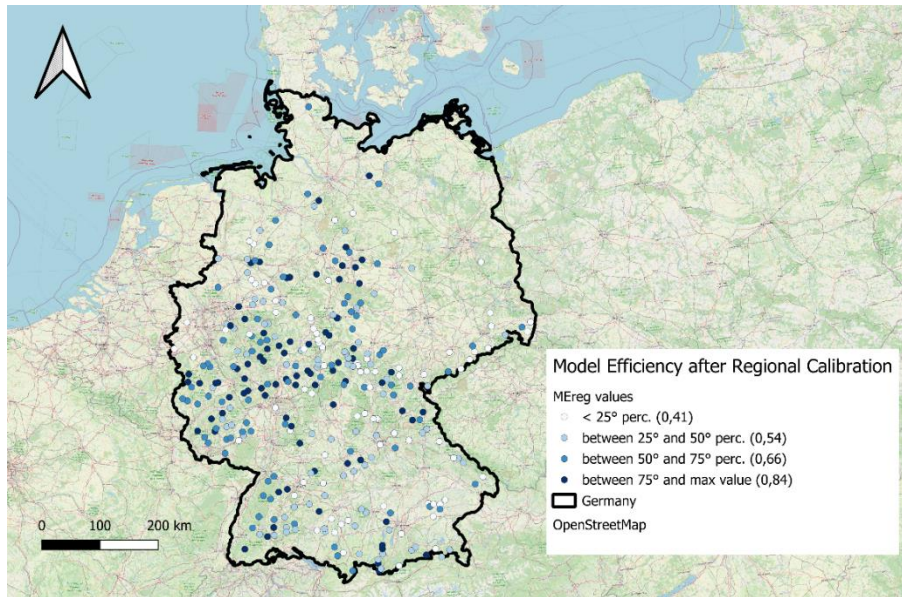 Model Efficiency after Regional Calibration
MEreg values
< 25° perc. (0,41)
between 25° and 50° perc. (0,54)
between 50° and 75° perc. (0,66)
between 75° and max value (0,84)
Germany
OpenStreetMap
0 100 200 km